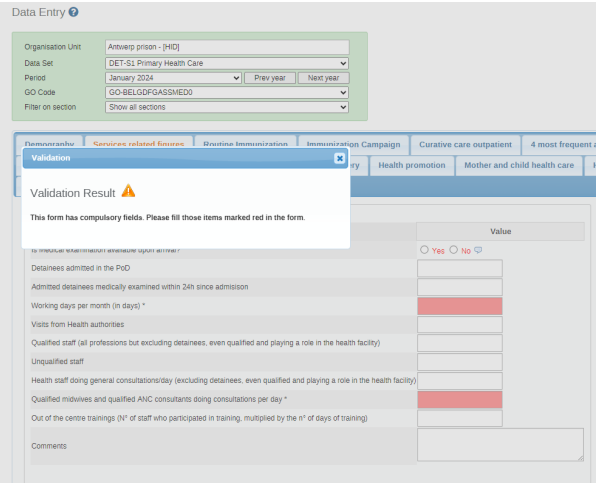 Data Entry
Organisation Unit Antwerp prison - [HID]
Data Set DET-S1 Primary Health Care
Period January 2024 Prev year Next year
GO Code GO-BELGDFGASSMED0
Filter on section Show all sections
Demography Services related figures Routine Immunization Immunization Campaign Curative care outpatient 4 most frequent a
Validation
Health promotion Mother and child health care
Validation Result
This form has compulsory fields. Please fill those items marked red in the form.
Value
Is Medical examination available upon arrival? Yes No
Detainees admitted in the PoD
Admitted detainees medically examined within 24h since admisison
Working days per month (in days) *
Visits from Health authorities
Qualified staff (all professions but excluding detainees, even qualified and playing a role in the health facility)
Unqualified staff
Health staff doing general consultations/day (excluding detainees, even qualified and playing a role in the health facility)
Qualified midwives and qualified ANC consultants doing consultations per day *
Out of the centre trainings (N° of staff who participated in training, multiplied by the n° of days of training)
Comments